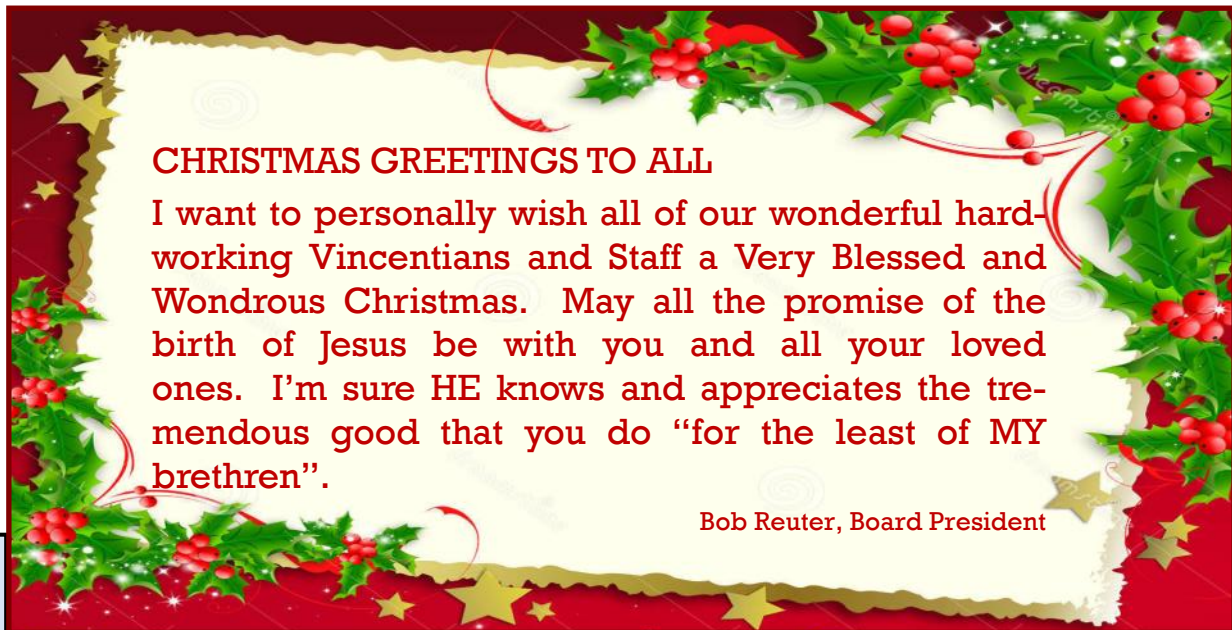 CHRISTMAS GREETINGS TO ALL
I want to personally wish all of our wonderful hard-
working Vincentians and Staff a Very Blessed and
Wondrous Christmas.  May all the promise of the
birth of Jesus be with you and all your loved
ones.  I’m sure HE knows and appreciates the tre-
mendous good that you do “for the least of MY
brethren”.
Bob Reuter, Board President